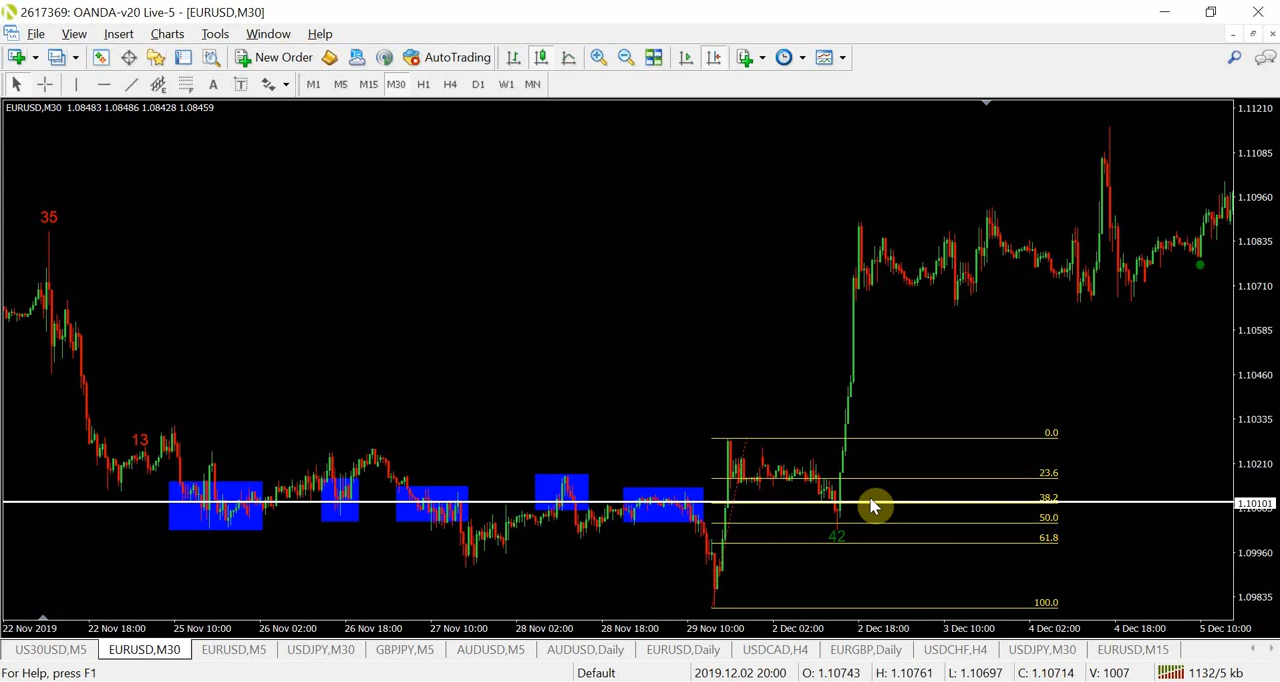 2617369: OANDA-v20 Live-5 - [EURUSD,M30]
File View Insert Charts Tools Window Help
New Order AutoTrading
A T M1 M5 M15 M30 H1 H4 D1 W1 MN
EURUSD,M30 1.08483 1.08486 1.08428 1.08459
1.11210
1.11085
1.10960
35
1.10835
1.10710
1.10585
1.10460
1.10335
0.0
13
1.10210
23.6
38.2
1.10101
50.0
42
61.8
1.09960
1.09835
100.0
22 Nov 2019 22 Nov 18:00 25 Nov 10:00 26 Nov 02:00 26 Nov 18:00 27 Nov 10:00 28 Nov 02:00 28 Nov 18:00 29 Nov 10:00 2 Dec 02:00 2 Dec 18:00 3 Dec 10:00 4 Dec 02:00 4 Dec 18:00 5 Dec 10:00
US30USD,M5 EURUSD,M30 EURUSD,M5 USDJPY,M30 GBPJPY,M5 AUDUSD,M5 AUDUSD,Daily EURUSD,Daily USDCAD,H4 EURGBP,Daily USDCHF,H4 USDJPY,M30 EURUSD,M15
For Help, press F1 Default 2019.12.02 20:00 O: 1.10743 H: 1.10761 L: 1.10697 C: 1.10714 V: 1007 1132/5 kb